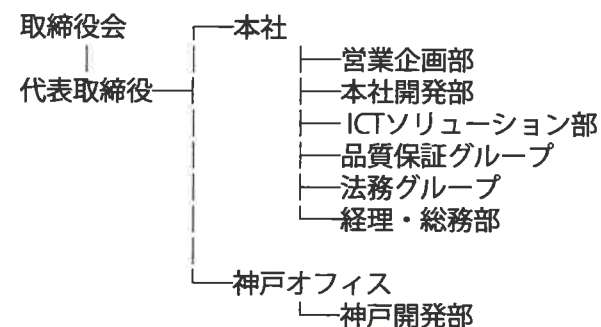 取締役会
代表取締役
本社
営業企画部
本社開発部
ICTソリューション部
品質保証グループ
法務グループ
経理・総務部
神戸オフィス
神戸開発部